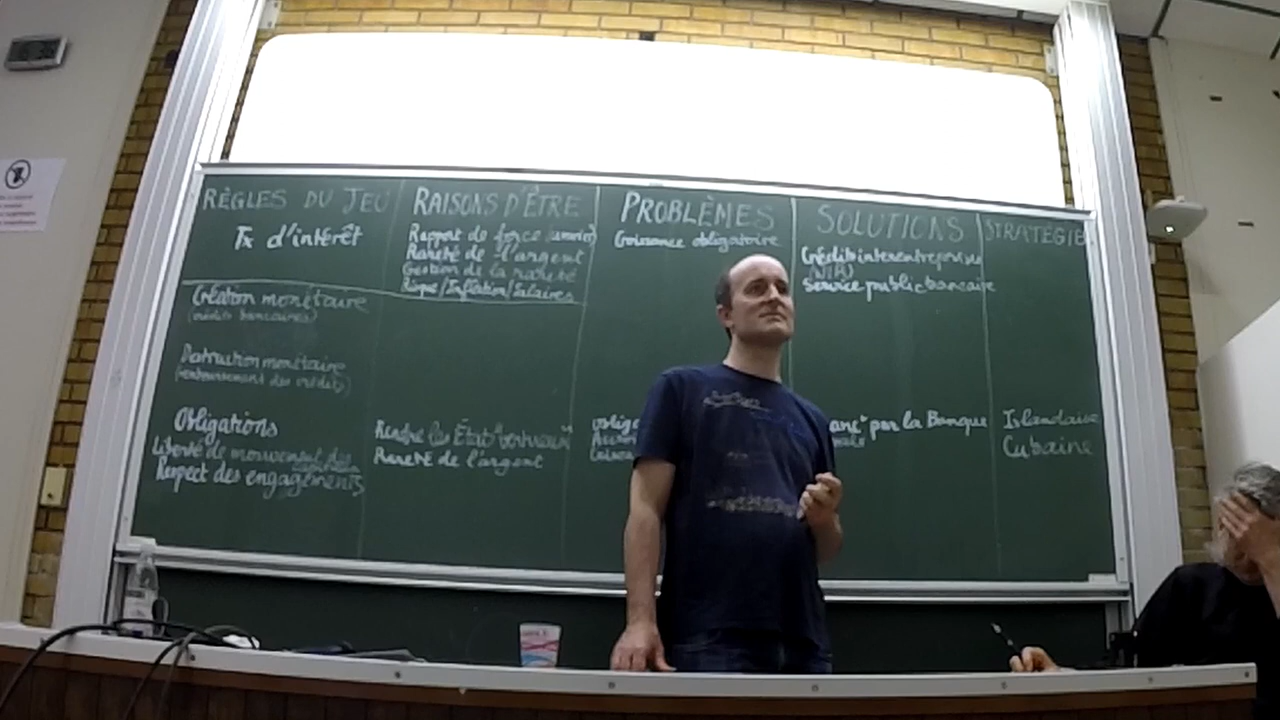 RÈGLES DU JEU
Tx d'intérêt
Création monétaire
(crédits bancaires)
Destruction monétaire
(remboursement des crédits)
Obligations
Liberté de mouvement des
Respect des engagements
RAISONS D'ÊTRE
Rapport de force
Rareté de l'argent
Gestion de la rareté
Risque/Inflation/Salaires
Rendre les États "vertueux"
Rareté de l'argent
PROBLÈMES
Croissance obligatoire
SOLUTIONS
Crédits interentreprises
(WIR)
Service public bancaire
par la Banque
STRATÉGIE
Islandaise
Cubaine